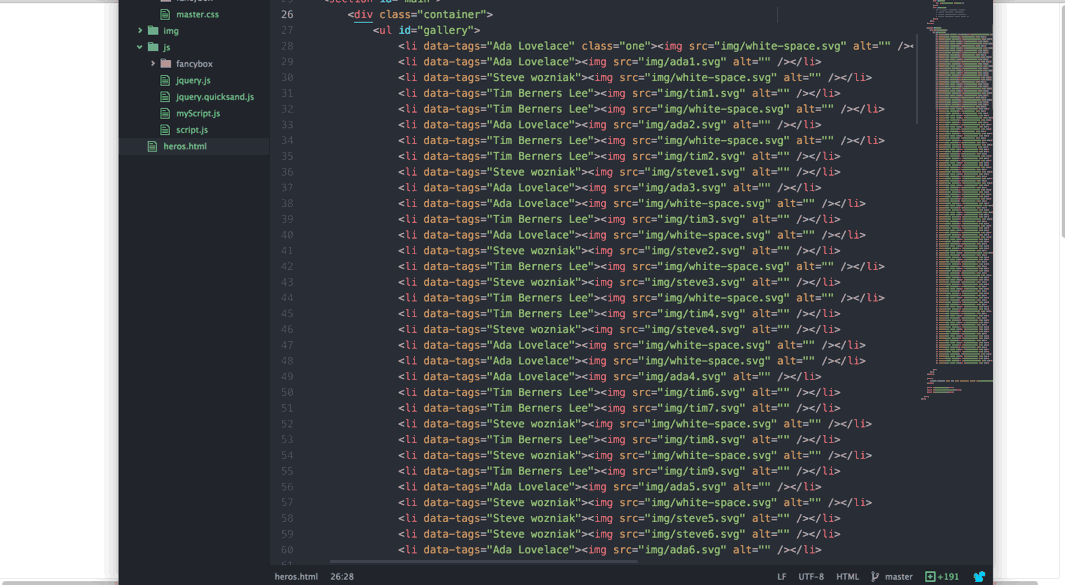 fancybox
master.css
img
js
fancybox
jquery.js
jquery.quicksand.js
myScript.js
script.js
heros.html
25 <section id="main">
26 <div class="container">
27 <ul id="gallery">
28 <li data-tags="Ada Lovelace" class="one"><img src="img/white-space.svg" alt="" /><
29 <li data-tags="Ada Lovelace"><img src="img/ada1.svg" alt="" /></li>
30 <li data-tags="Steve wozniak"><img src="img/white-space.svg" alt="" /></li>
31 <li data-tags="Tim Berners Lee"><img src="img/tim1.svg" alt="" /></li>
32 <li data-tags="Tim Berners Lee"><img src="img/white-space.svg" alt="" /></li>
33 <li data-tags="Ada Lovelace"><img src="img/ada2.svg" alt="" /></li>
34 <li data-tags="Tim Berners Lee"><img src="img/white-space.svg" alt="" /></li>
35 <li data-tags="Tim Berners Lee"><img src="img/tim2.svg" alt="" /></li>
36 <li data-tags="Steve wozniak"><img src="img/steve1.svg" alt="" /></li>
37 <li data-tags="Ada Lovelace"><img src="img/ada3.svg" alt="" /></li>
38 <li data-tags="Ada Lovelace"><img src="img/white-space.svg" alt="" /></li>
39 <li data-tags="Tim Berners Lee"><img src="img/tim3.svg" alt="" /></li>
40 <li data-tags="Ada Lovelace"><img src="img/white-space.svg" alt="" /></li>
41 <li data-tags="Steve wozniak"><img src="img/steve2.svg" alt="" /></li>
42 <li data-tags="Tim Berners Lee"><img src="img/white-space.svg" alt="" /></li>
43 <li data-tags="Steve wozniak"><img src="img/steve3.svg" alt="" /></li>
44 <li data-tags="Tim Berners Lee"><img src="img/white-space.svg" alt="" /></li>
45 <li data-tags="Tim Berners Lee"><img src="img/tim4.svg" alt="" /></li>
46 <li data-tags="Steve wozniak"><img src="img/steve4.svg" alt="" /></li>
47 <li data-tags="Ada Lovelace"><img src="img/white-space.svg" alt="" /></li>
48 <li data-tags="Ada Lovelace"><img src="img/white-space.svg" alt="" /></li>
49 <li data-tags="Ada Lovelace"><img src="img/ada4.svg" alt="" /></li>
50 <li data-tags="Tim Berners Lee"><img src="img/tim6.svg" alt="" /></li>
51 <li data-tags="Tim Berners Lee"><img src="img/tim7.svg" alt="" /></li>
52 <li data-tags="Steve wozniak"><img src="img/white-space.svg" alt="" /></li>
53 <li data-tags="Tim Berners Lee"><img src="img/tim8.svg" alt="" /></li>
54 <li data-tags="Steve wozniak"><img src="img/white-space.svg" alt="" /></li>
55 <li data-tags="Tim Berners Lee"><img src="img/tim9.svg" alt="" /></li>
56 <li data-tags="Ada Lovelace"><img src="img/ada5.svg" alt="" /></li>
57 <li data-tags="Steve wozniak"><img src="img/white-space.svg" alt="" /></li>
58 <li data-tags="Steve wozniak"><img src="img/steve5.svg" alt="" /></li>
59 <li data-tags="Steve wozniak"><img src="img/steve6.svg" alt="" /></li>
60 <li data-tags="Ada Lovelace"><img src="img/ada6.svg" alt="" /></li>
61
heros.html 26:28 LF UTF-8 HTML master +191